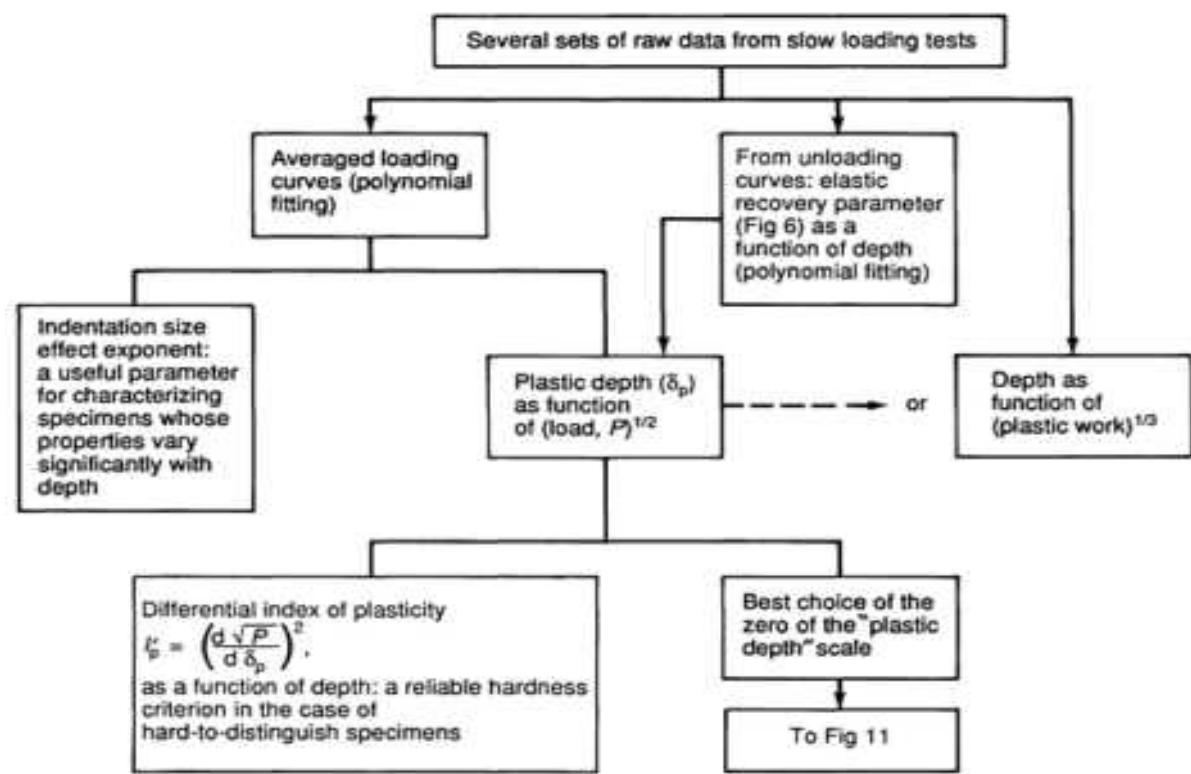 Several sets of raw data from slow loading tests
Averaged loading
curves (polynomial
fitting)
From unloading
curves: elastic
recovery parameter
(Fig 6) as a
function of depth
(polynomial fitting)
Indentation size
effect exponent:
a useful parameter
for characterizing
specimens whose
properties vary
significantly with
depth
Plastic depth (δₚ)
as function
of (load, P)¹/²
or
Depth as
function of
(plastic work)¹/³
Differential index of plasticity
I′ₚ = (d √P / d δₚ)²,
as a function of depth: a reliable hardness
criterion in the case of
hard-to-distinguish specimens
Best choice of the
zero of the "plastic
depth" scale
To Fig 11